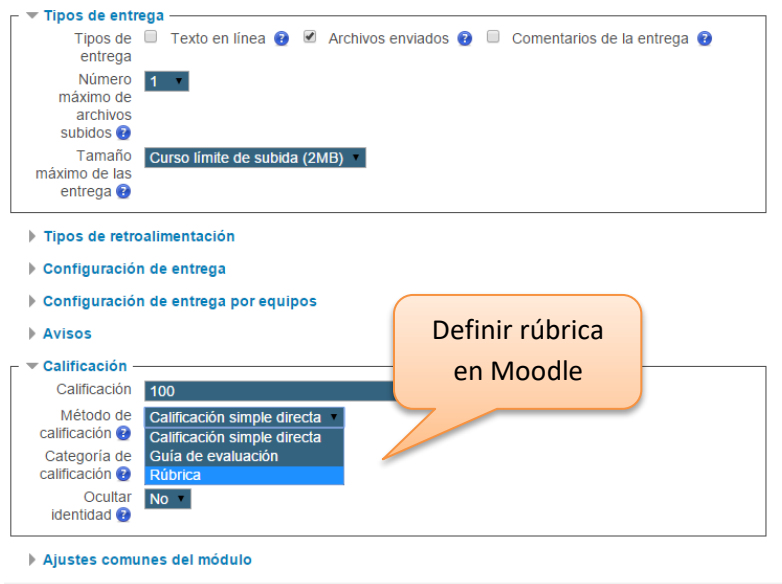 Tipos de entrega
Tipos de entrega Texto en línea Archivos enviados Comentarios de la entrega
Número máximo de archivos subidos 1
Tamaño máximo de las entrega Curso límite de subida (2MB)
Tipos de retroalimentación
Configuración de entrega
Configuración de entrega por equipos
Avisos
Definir rúbrica
en Moodle
Calificación
Calificación 100
Método de calificación Calificación simple directa
Calificación simple directa
Guía de evaluación
Rúbrica
Categoría de calificación
Ocultar identidad No
Ajustes comunes del módulo